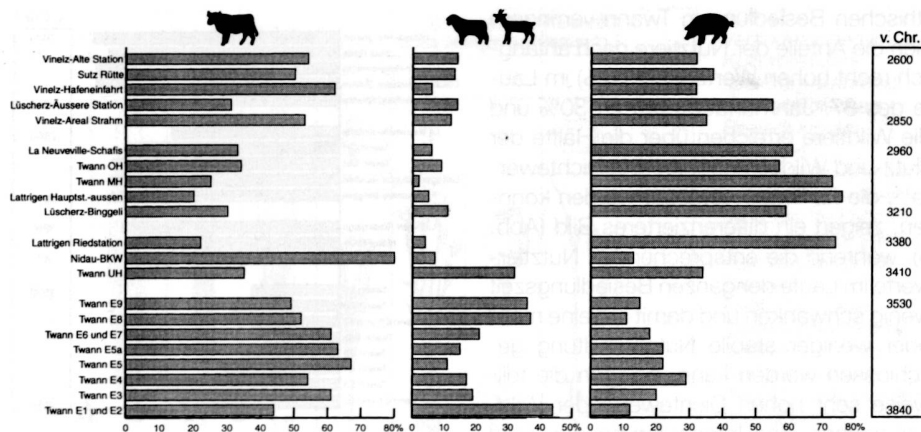 v. Chr.
Vinelz-Alte Station 2600
Sutz Rütte
Vinelz-Hafeneinfahrt
Lüscherz-Äussere Station
Vinelz-Areal Strahm 2850
La Neuveville-Schafis 2960
Twann OH
Twann MH
Lattrigen Hauptst.-aussen
Lüscherz-Binggeli 3210
Lattrigen Riedstation 3380
Nidau-BKW
Twann UH 3410
Twann E9 3530
Twann E8
Twann E6 und E7
Twann E5a
Twann E5
Twann E4
Twann E3
Twann E1 und E2 3840
0 10 20 30 40 50 60 70 80% 0 10 20 30 40 50% 0 10 20 30 40 50 60 70 80%